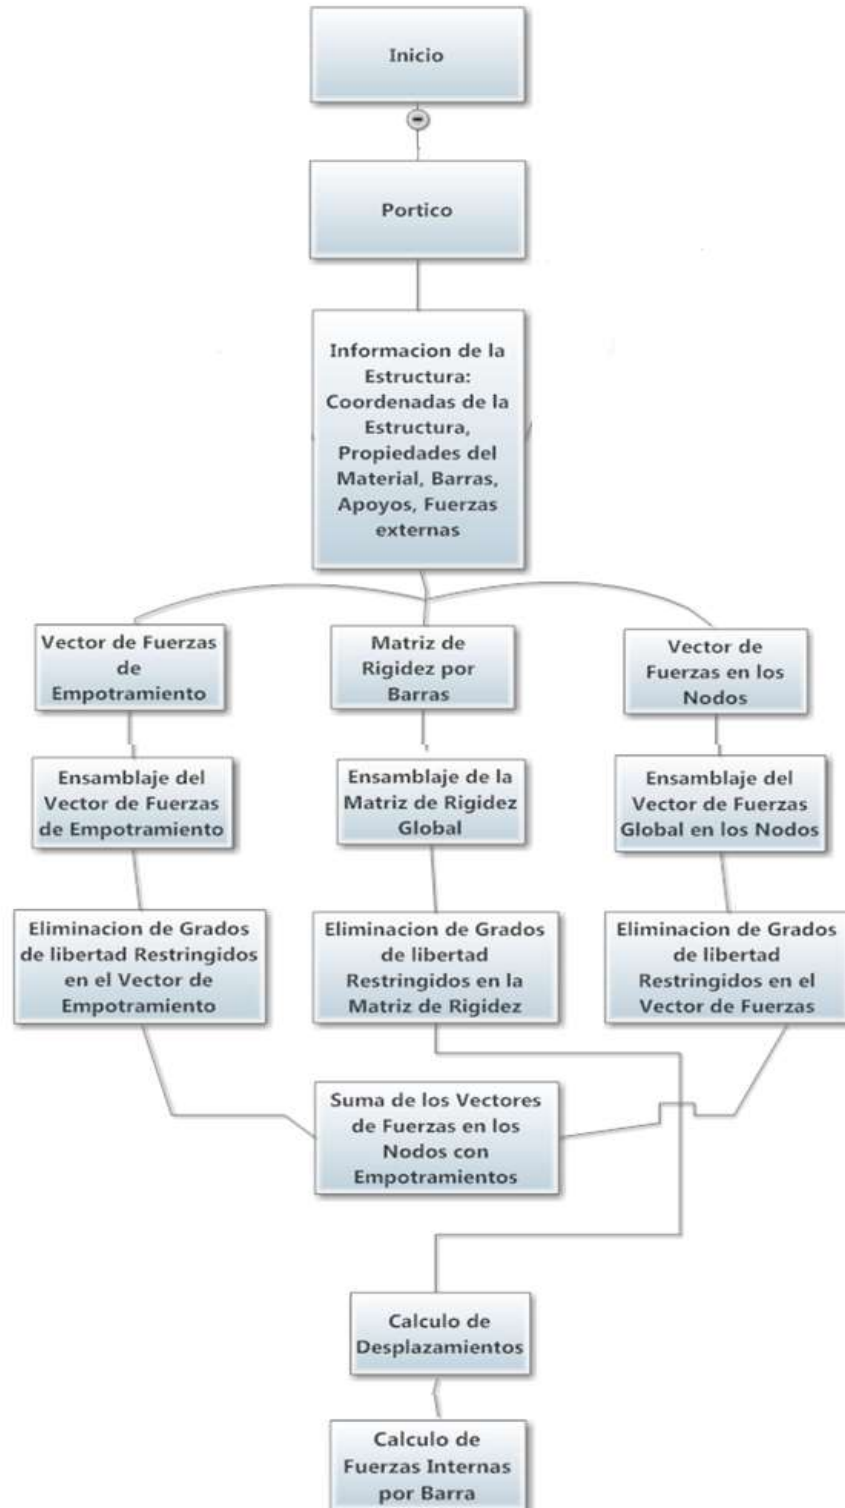 Inicio
Portico
Informacion de la
Estructura:
Coordenadas de la
Estructura,
Propiedades del
Material, Barras,
Apoyos, Fuerzas
externas
Vector de Fuerzas
de
Empotramiento
Matriz de
Rigidez por
Barras
Vector de
Fuerzas en los
Nodos
Ensamblaje del
Vector de Fuerzas
de Empotramiento
Ensamblaje de la
Matriz de Rigidez
Global
Ensamblaje del
Vector de Fuerzas
Global en los Nodos
Eliminacion de Grados
de libertad Restringidos
en el Vector de
Empotramiento
Eliminacion de Grados
de libertad
Restringidos en la
Matriz de Rigidez
Eliminacion de Grados
de libertad
Restringidos en el
Vector de Fuerzas
Suma de los Vectores
de Fuerzas en los
Nodos con
Empotramientos
Calculo de
Desplazamientos
Calculo de
Fuerzas Internas
por Barra